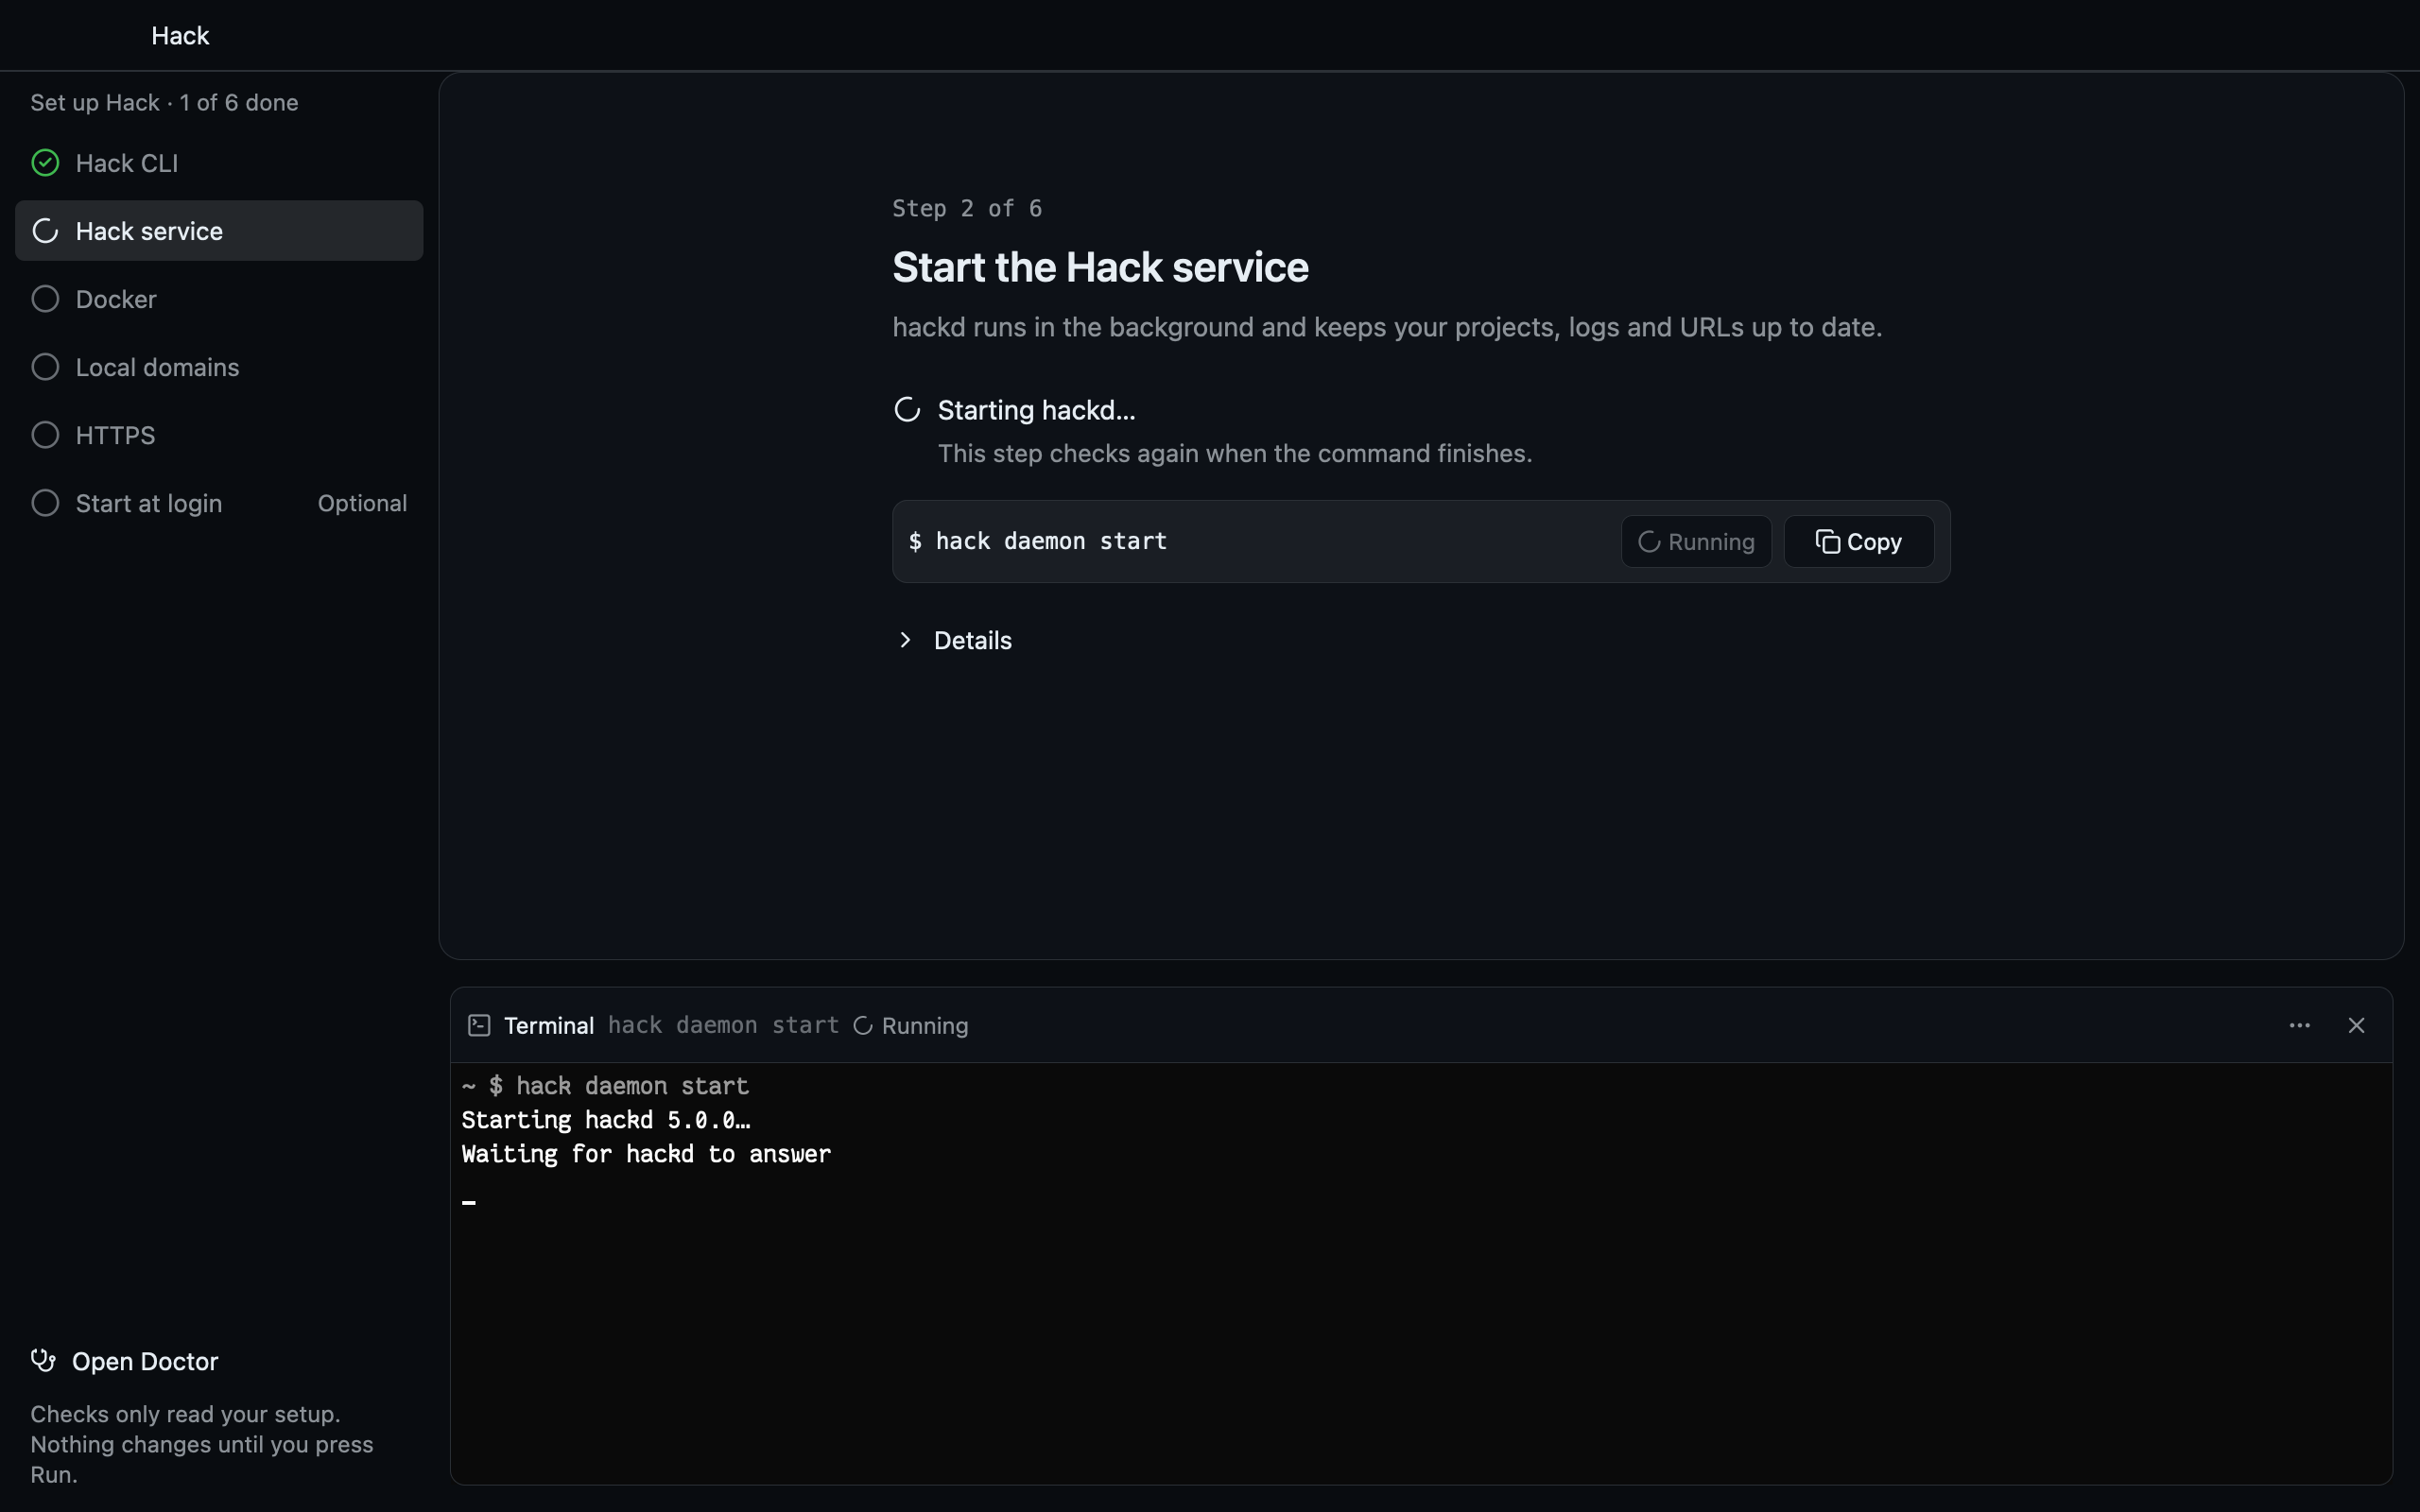 Hack
Set up Hack · 1 of 6 done
Hack CLI
Hack service
Docker
Local domains
HTTPS
Start at login Optional
Open Doctor
Checks only read your setup.
Nothing changes until you press
Run.
Step 2 of 6
Start the Hack service
hackd runs in the background and keeps your projects, logs and URLs up to date.
Starting hackd...
This step checks again when the command finishes.
$ hack daemon start Running Copy
Details
Terminal hack daemon start Running
~ $ hack daemon start
Starting hackd 5.0.0…
Waiting for hackd to answer